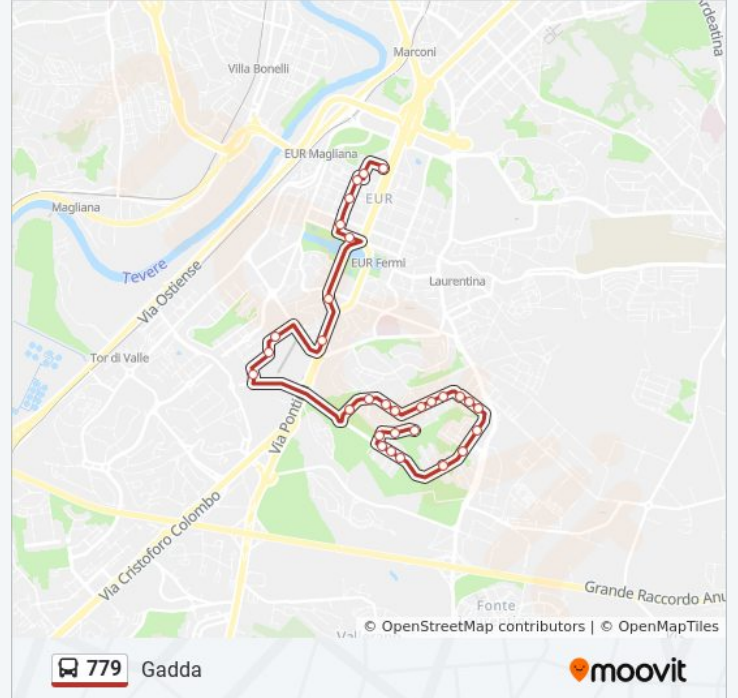 Ardeatina
Marconi
Villa Bonelli
EUR Magliana
EUR
Magliana
Tevere
EUR Fermi
Via Ostiense
Laurentina
Tor di Valle
Via Ponti
Via Cristoforo Colombo
Grande Raccordo Anu
Fonte
© OpenStreetMap contributors | © OpenMapTiles
779 Gadda
moovit